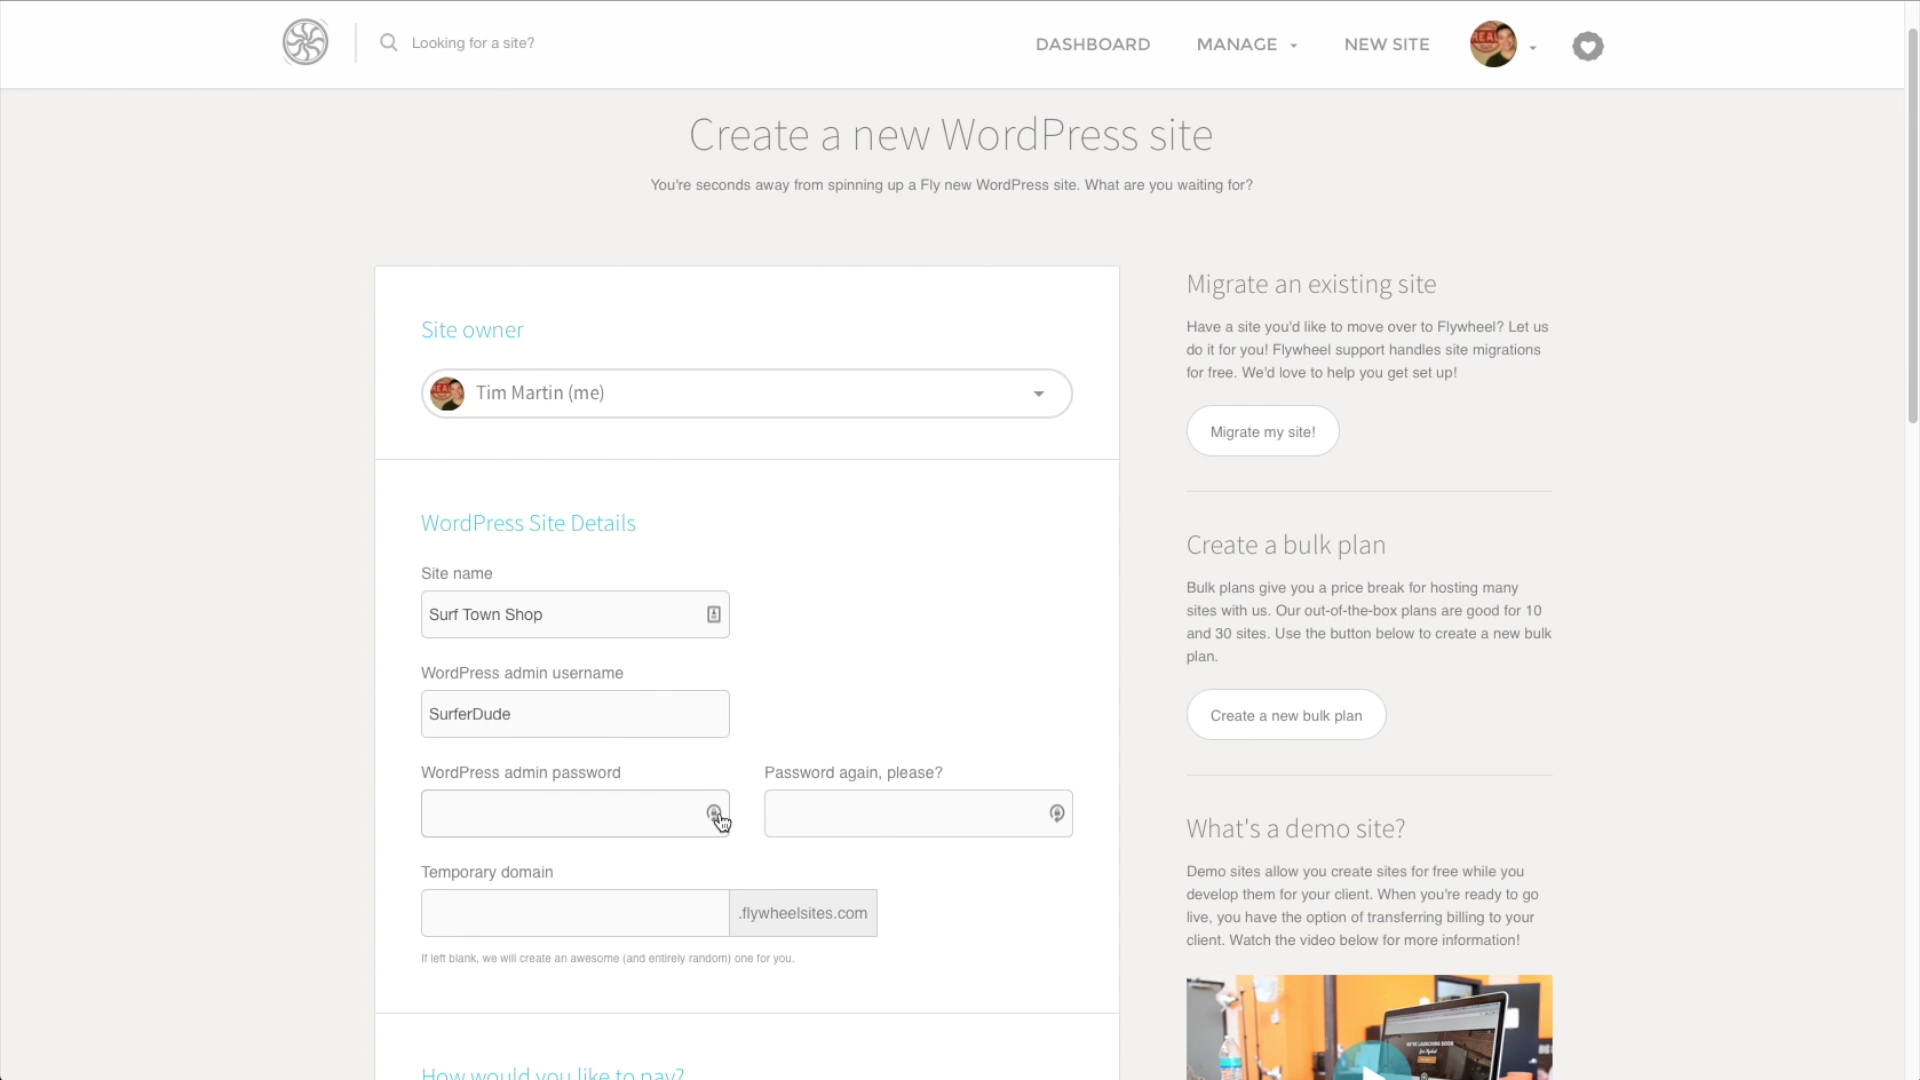 Looking for a site?
DASHBOARD
MANAGE
NEW SITE
Create a new WordPress site
You're seconds away from spinning up a Fly new WordPress site. What are you waiting for?
Site owner
Tim Martin (me)
WordPress Site Details
Site name
Surf Town Shop
WordPress admin username
SurferDude
WordPress admin password
Password again, please?
Temporary domain
.flywheelsites.com
If left blank, we will create an awesome (and entirely random) one for you.
How would you like to pay?
Migrate an existing site
Have a site you'd like to move over to Flywheel? Let us
do it for you! Flywheel support handles site migrations
for free. We'd love to help you get set up!
Migrate my site!
Create a bulk plan
Bulk plans give you a price break for hosting many
sites with us. Our out-of-the-box plans are good for 10
and 30 sites. Use the button below to create a new bulk
plan.
Create a new bulk plan
What's a demo site?
Demo sites allow you create sites for free while you
develop them for your client. When you're ready to go
live, you have the option of transferring billing to your
client. Watch the video below for more information!